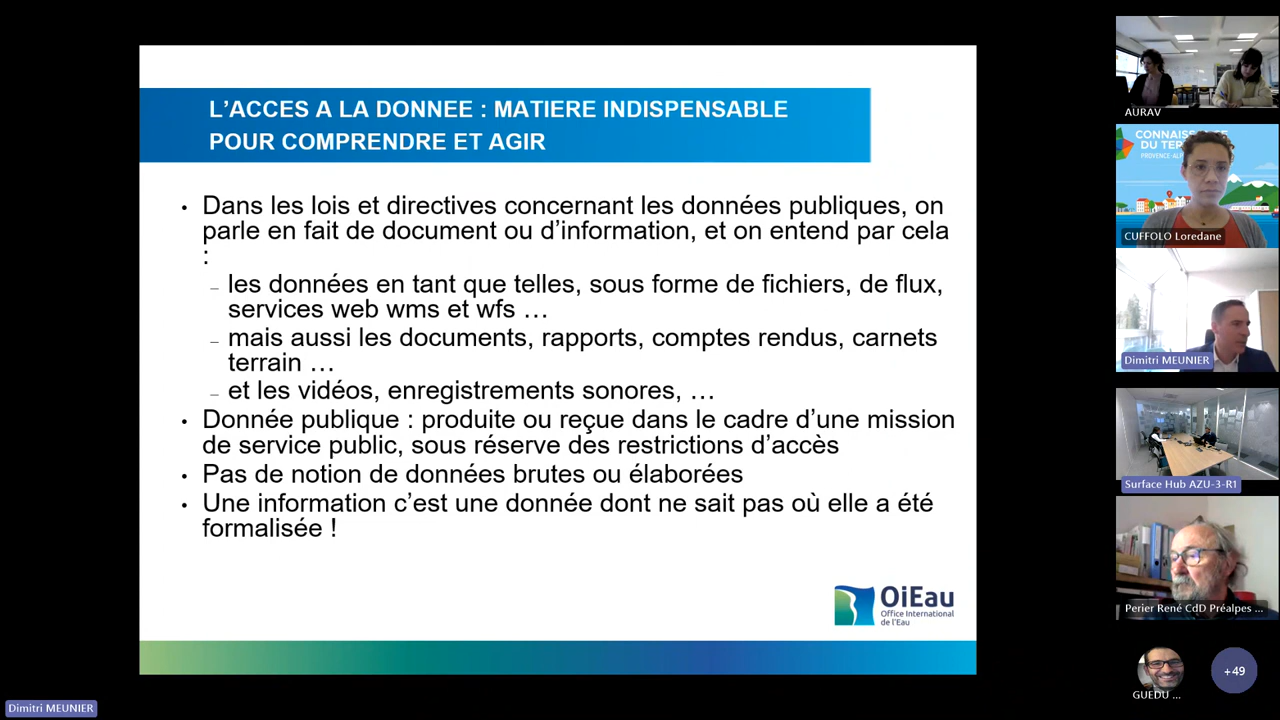 L'ACCES A LA DONNEE : MATIERE INDISPENSABLE
POUR COMPRENDRE ET AGIR
• Dans les lois et directives concernant les données publiques, on
parle en fait de document ou d'information, et on entend par cela
:
– les données en tant que telles, sous forme de fichiers, de flux,
services web wms et wfs …
– mais aussi les documents, rapports, comptes rendus, carnets
terrain …
– et les vidéos, enregistrements sonores, …
• Donnée publique : produite ou reçue dans le cadre d'une mission
de service public, sous réserve des restrictions d'accès
• Pas de notion de données brutes ou élaborées
• Une information c'est une donnée dont ne sait pas où elle a été
formalisée !
OiEau
Office International
de l'Eau
Dimitri MEUNIER
AURAV
DU
CUFFOLO Loredane
Dimitri MEUNIER
Surface Hub AZU-3-R1
Perier René CdD Préalpes ...
GUEDU ...
+49